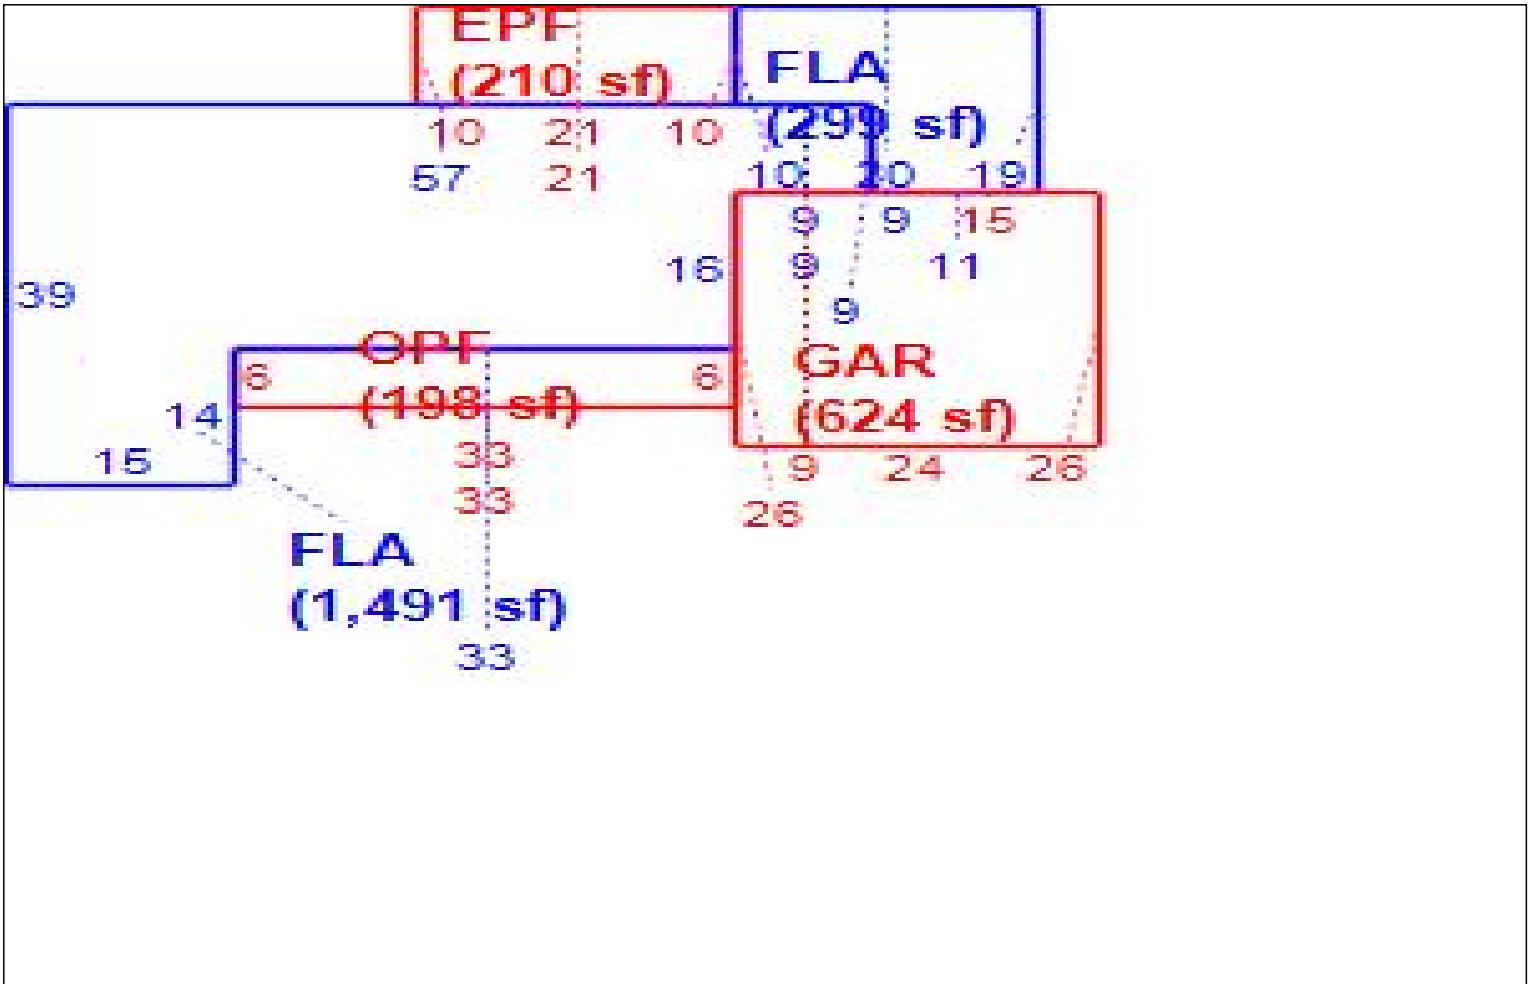 EPF
(210 sf)
FLA
(299 sf)
10 21 10
57 21
10 20 19
9 9 15
16 9 11
39 9
OPF
(198 sf)
6 6
GAR
(624 sf)
14
15
33
33
9 24 26
26
FLA
(1,491 sf)
33